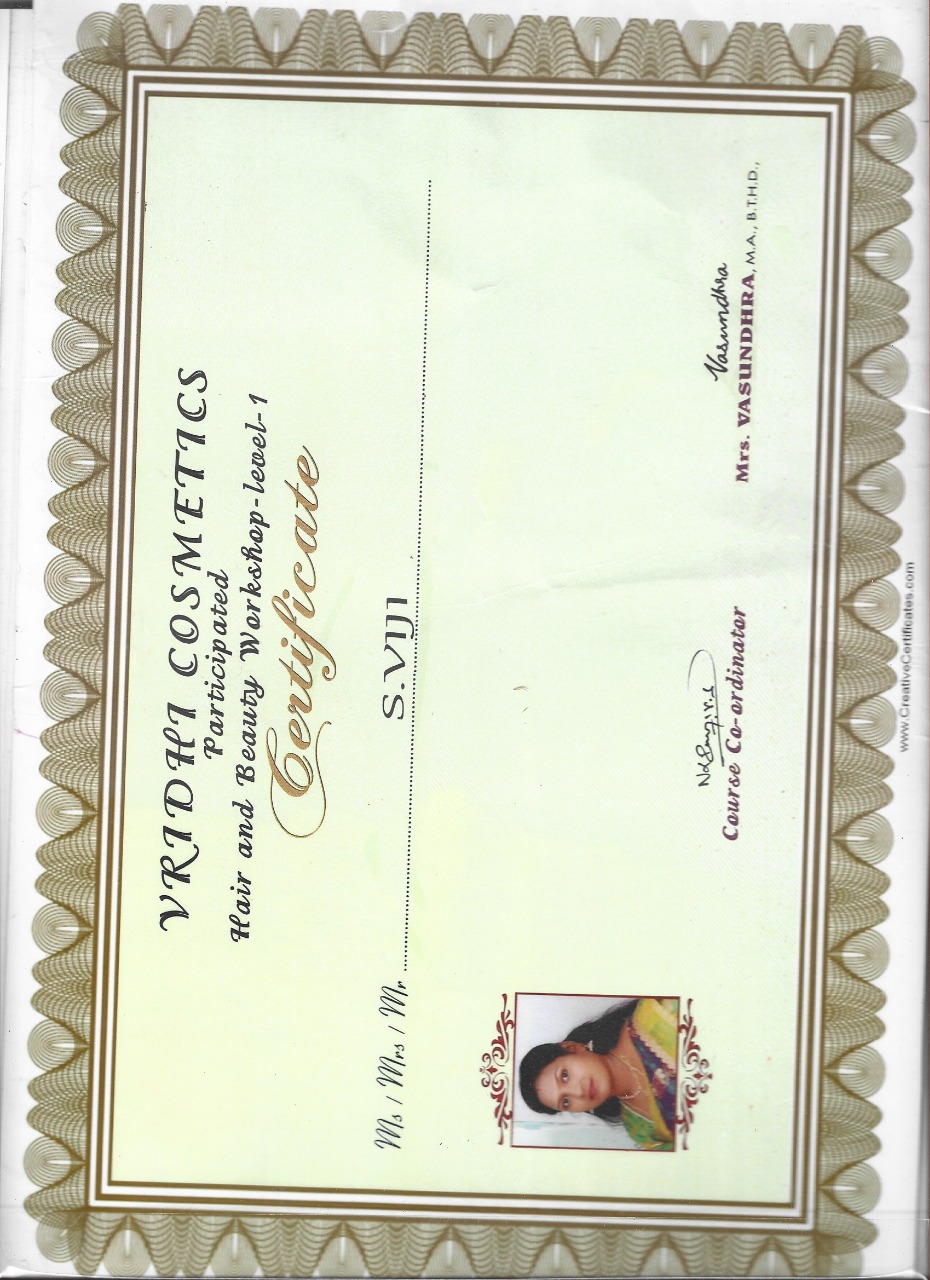 VRIDHI COSMETICS
Participated
Hair and Beauty Workshop-level-1
Certificate
Ms / Mrs / Mr S.VIJI
Course Co-ordinator
Vasundhra
Mrs. VASUNDHRA, M.A., B.T.H.D.,
www.CreativeCertificates.com